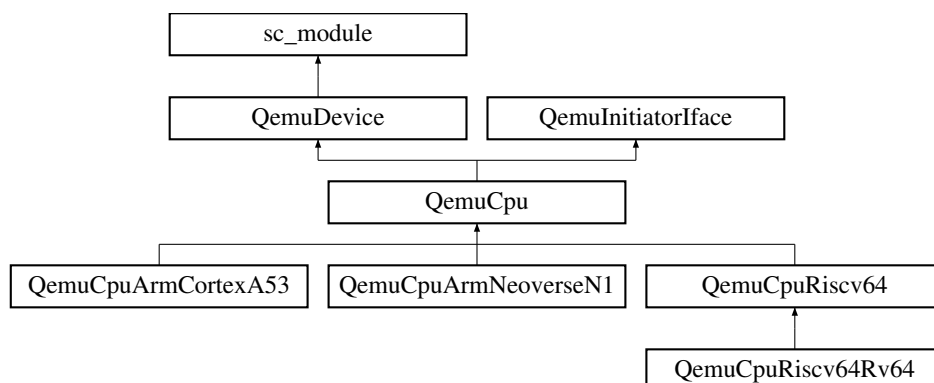 sc_module
QemuDevice
QemuInitiatorIface
QemuCpu
QemuCpuArmCortexA53
QemuCpuArmNeoverseN1
QemuCpuRiscv64
QemuCpuRiscv64Rv64